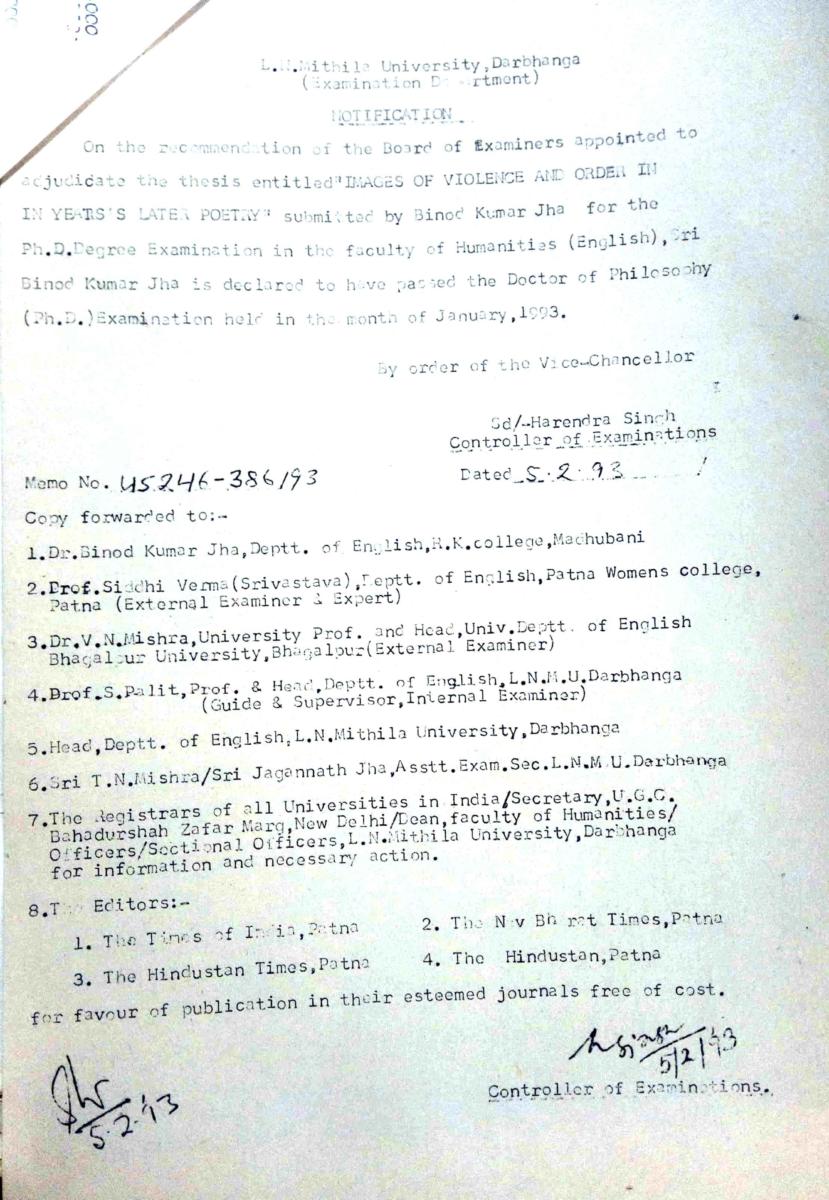 000
L.N.Mithila University,Darbhanga
(Examination Department)
NOTIFICATION
On the recommendation of the Board of Examiners appointed to
adjudicate the thesis entitled"IMAGES OF VIOLENCE AND ORDER IN
IN YEATS'S LATER POETRY" submitted by Binod Kumar Jha for the
Ph.D.Degree Examination in the faculty of Humanities (English),Sri
Binod Kumar Jha is declared to have passed the Doctor of Philosophy
(Ph.D.)Examination held in the month of January,1993.
By order of the Vice-Chancellor
Sd/-Harendra Singh
Controller of Examinations
Memo No. 45246-386/93 Dated 5.2.93
Copy forwarded to:-
1.Dr.Binod Kumar Jha,Deptt. of English,R.K.college,Madhubani
2.Prof.Siddhi Verma(Srivastava),Deptt. of English,Patna Womens college,
Patna (External Examiner & Expert)
3.Dr.V.N.Mishra,University Prof. and Head,Univ.Deptt. of English
Bhagalpur University,Bhagalpur(External Examiner)
4.Prof.S.Palit,Prof. & Head,Deptt. of English,L.N.M.U.Darbhanga
(Guide & Supervisor,Internal Examiner)
5.Head,Deptt. of English,L.N.Mithila University,Darbhanga
6.Sri T.N.Mishra/Sri Jagannath Jha,Asstt.Exam.Sec.L.N.M.U.Darbhanga
7.The Registrars of all Universities in India/Secretary,U.G.C.
Bahadurshah Zafar Marg,New Delhi/Dean,faculty of Humanities/
Officers/Sectional Officers,L.N.Mithila University,Darbhanga
for information and necessary action.
8.The Editors:-
1. The Times of India,Patna 2. The Nav Bharat Times,Patna
3. The Hindustan Times,Patna 4. The Hindustan,Patna
for favour of publication in their esteemed journals free of cost.
5/2/93
Controller of Examinations.
5.2.93